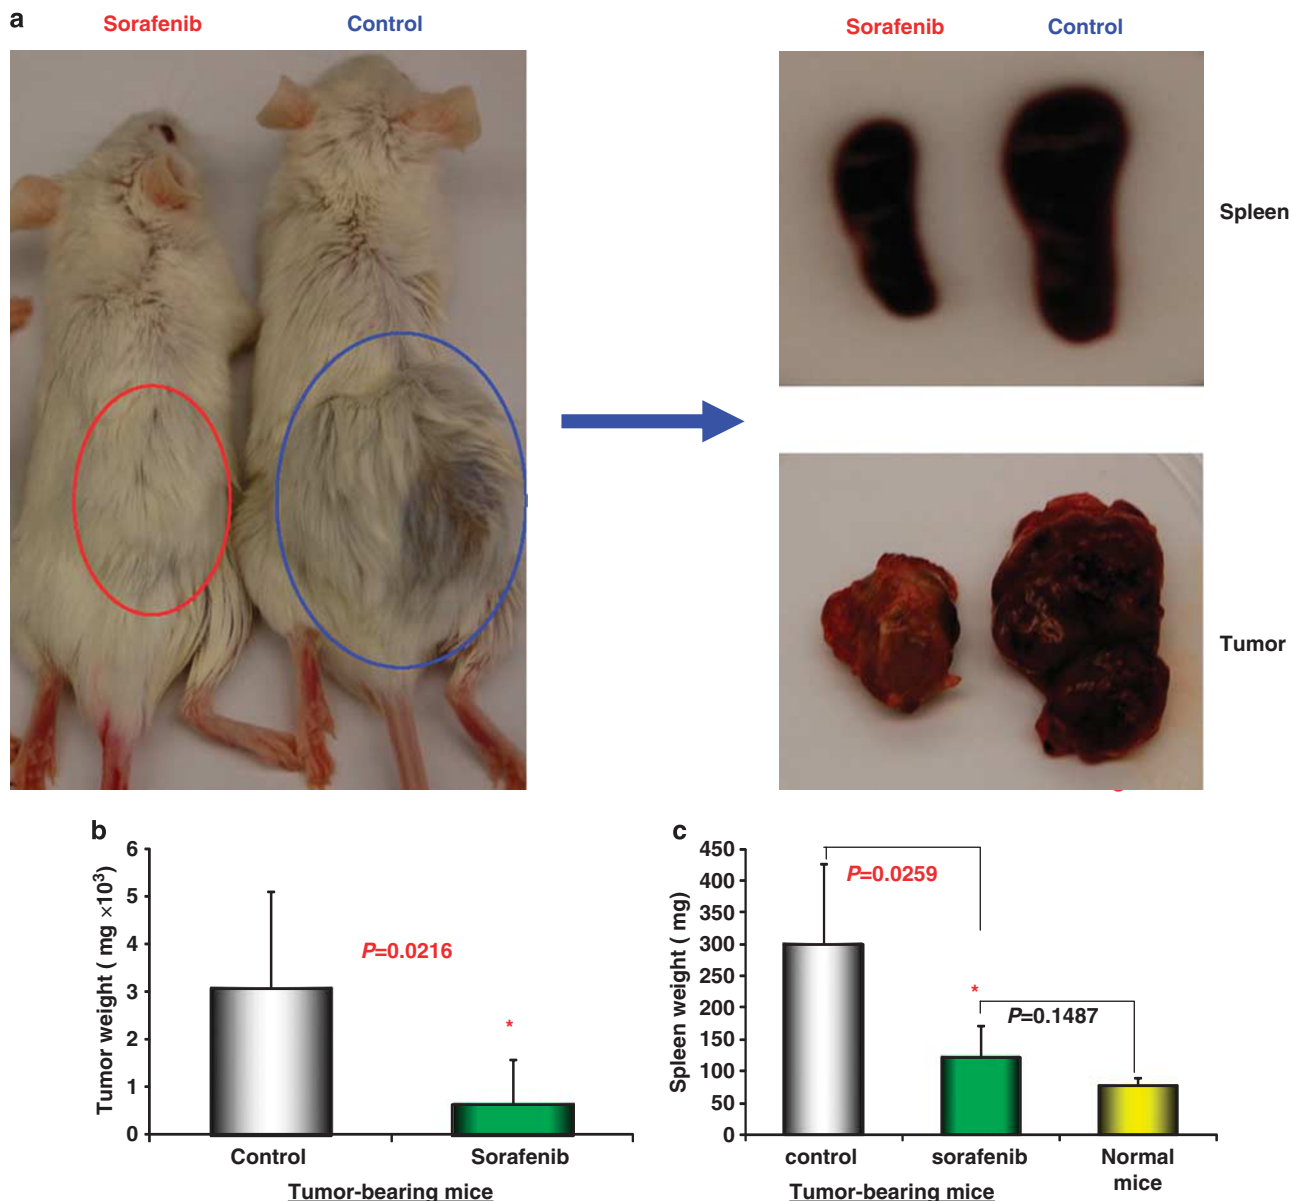 a
Sorafenib Control
Sorafenib Control
Spleen
Tumor
b
6
5
4
3
2
1
0
Tumor weight ( mg ×10³)
P=0.0216
*
Control Sorafenib
Tumor-bearing mice
c
450
400
350
300
250
200
150
100
50
0
Spleen weight ( mg)
P=0.0259
*
P=0.1487
control sorafenib Normal
mice
Tumor-bearing mice